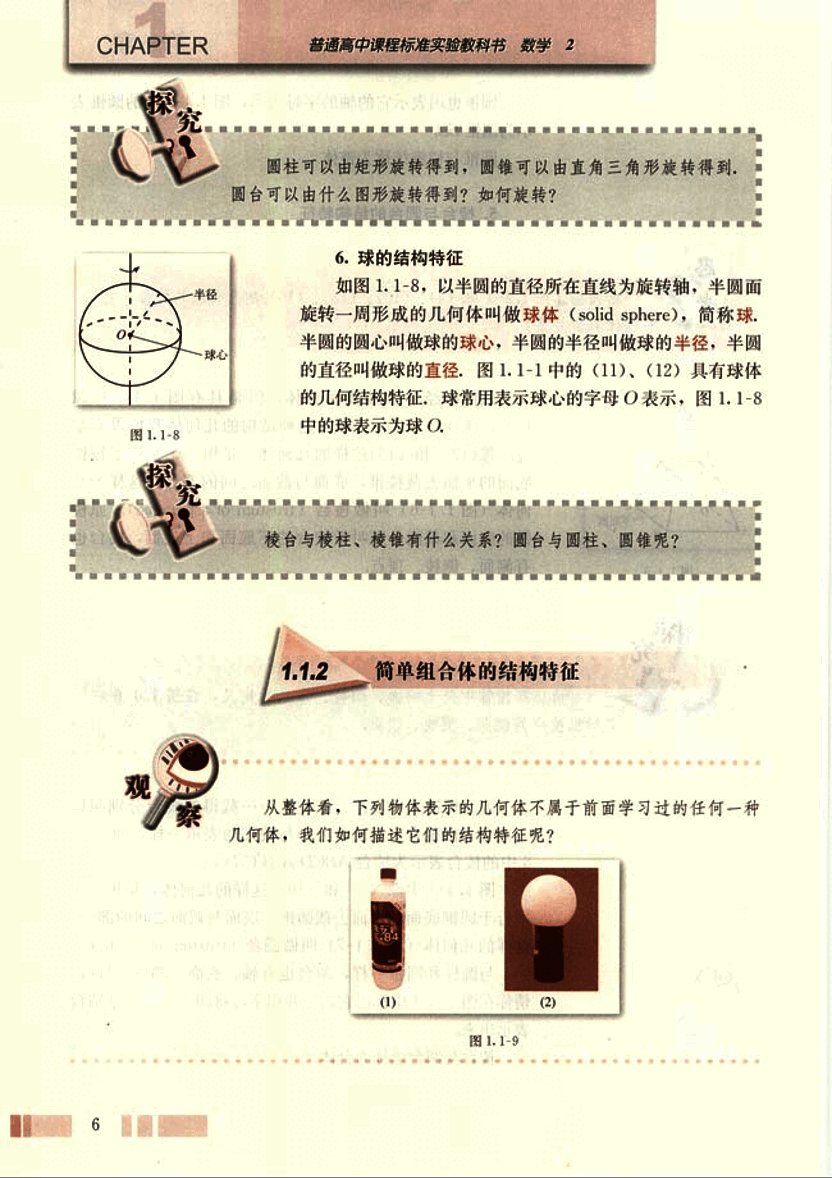 1
CHAPTER
普通高中课程标准实验教科书 数学 2
探究
圆柱可以由矩形旋转得到，圆锥可以由直角三角形旋转得到.
圆台可以由什么图形旋转得到？如何旋转？
半径
O
球心
图 1.1-8
6. 球的结构特征
如图 1.1-8，以半圆的直径所在直线为旋转轴，半圆面
旋转一周形成的几何体叫做球体（solid sphere），简称球.
半圆的圆心叫做球的球心，半圆的半径叫做球的半径，半圆
的直径叫做球的直径. 图 1.1-1 中的（11）、（12）具有球体
的几何结构特征. 球常用表示球心的字母 O 表示，图 1.1-8
中的球表示为球 O.
探究
棱台与棱柱、棱锥有什么关系？圆台与圆柱、圆锥呢？
1.1.2 简单组合体的结构特征
观察
从整体看，下列物体表示的几何体不属于前面学习过的任何一种
几何体，我们如何描述它们的结构特征呢？
84
(1) (2)
图 1.1-9
6